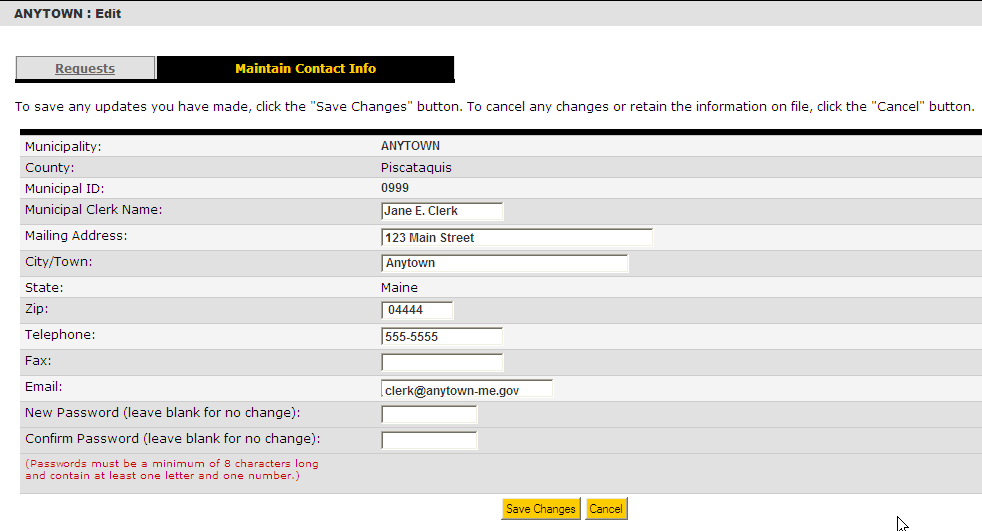 ANYTOWN : Edit
Requests Maintain Contact Info
To save any updates you have made, click the "Save Changes" button. To cancel any changes or retain the information on file, click the "Cancel" button.
Municipality: ANYTOWN
County: Piscataquis
Municipal ID: 0999
Municipal Clerk Name: Jane E. Clerk
Mailing Address: 123 Main Street
City/Town: Anytown
State: Maine
Zip: 04444
Telephone: 555-5555
Fax:
Email: clerk@anytown-me.gov
New Password (leave blank for no change):
Confirm Password (leave blank for no change):
(Passwords must be a minimum of 8 characters long
and contain at least one letter and one number.)
Save Changes Cancel